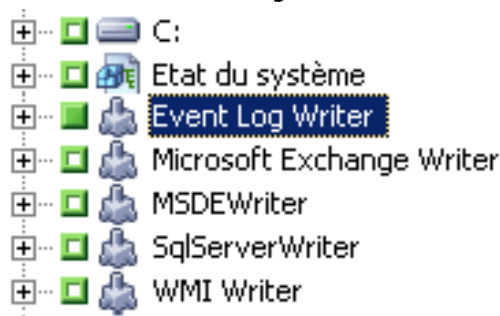 C:
Etat du système
Event Log Writer
Microsoft Exchange Writer
MSDEWriter
SqlServerWriter
WMI Writer